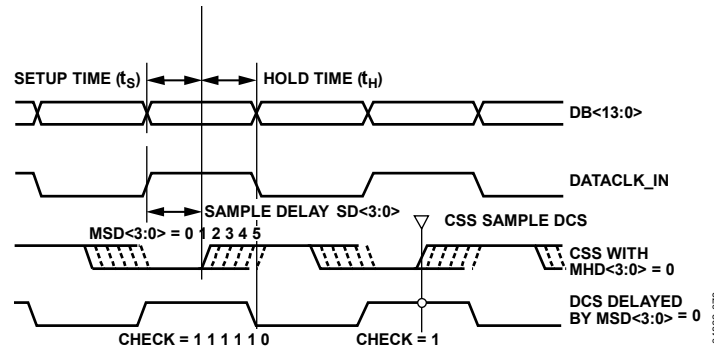 SETUP TIME (tS)
HOLD TIME (tH)
DB<13:0>
DATACLK_IN
SAMPLE DELAY SD<3:0>
MSD<3:0> = 0 1 2 3 4 5
CSS SAMPLE DCS
CSS WITH
MHD<3:0> = 0
DCS DELAYED
BY MSD<3:0> = 0
CHECK = 1 1 1 1 1 0
CHECK = 1